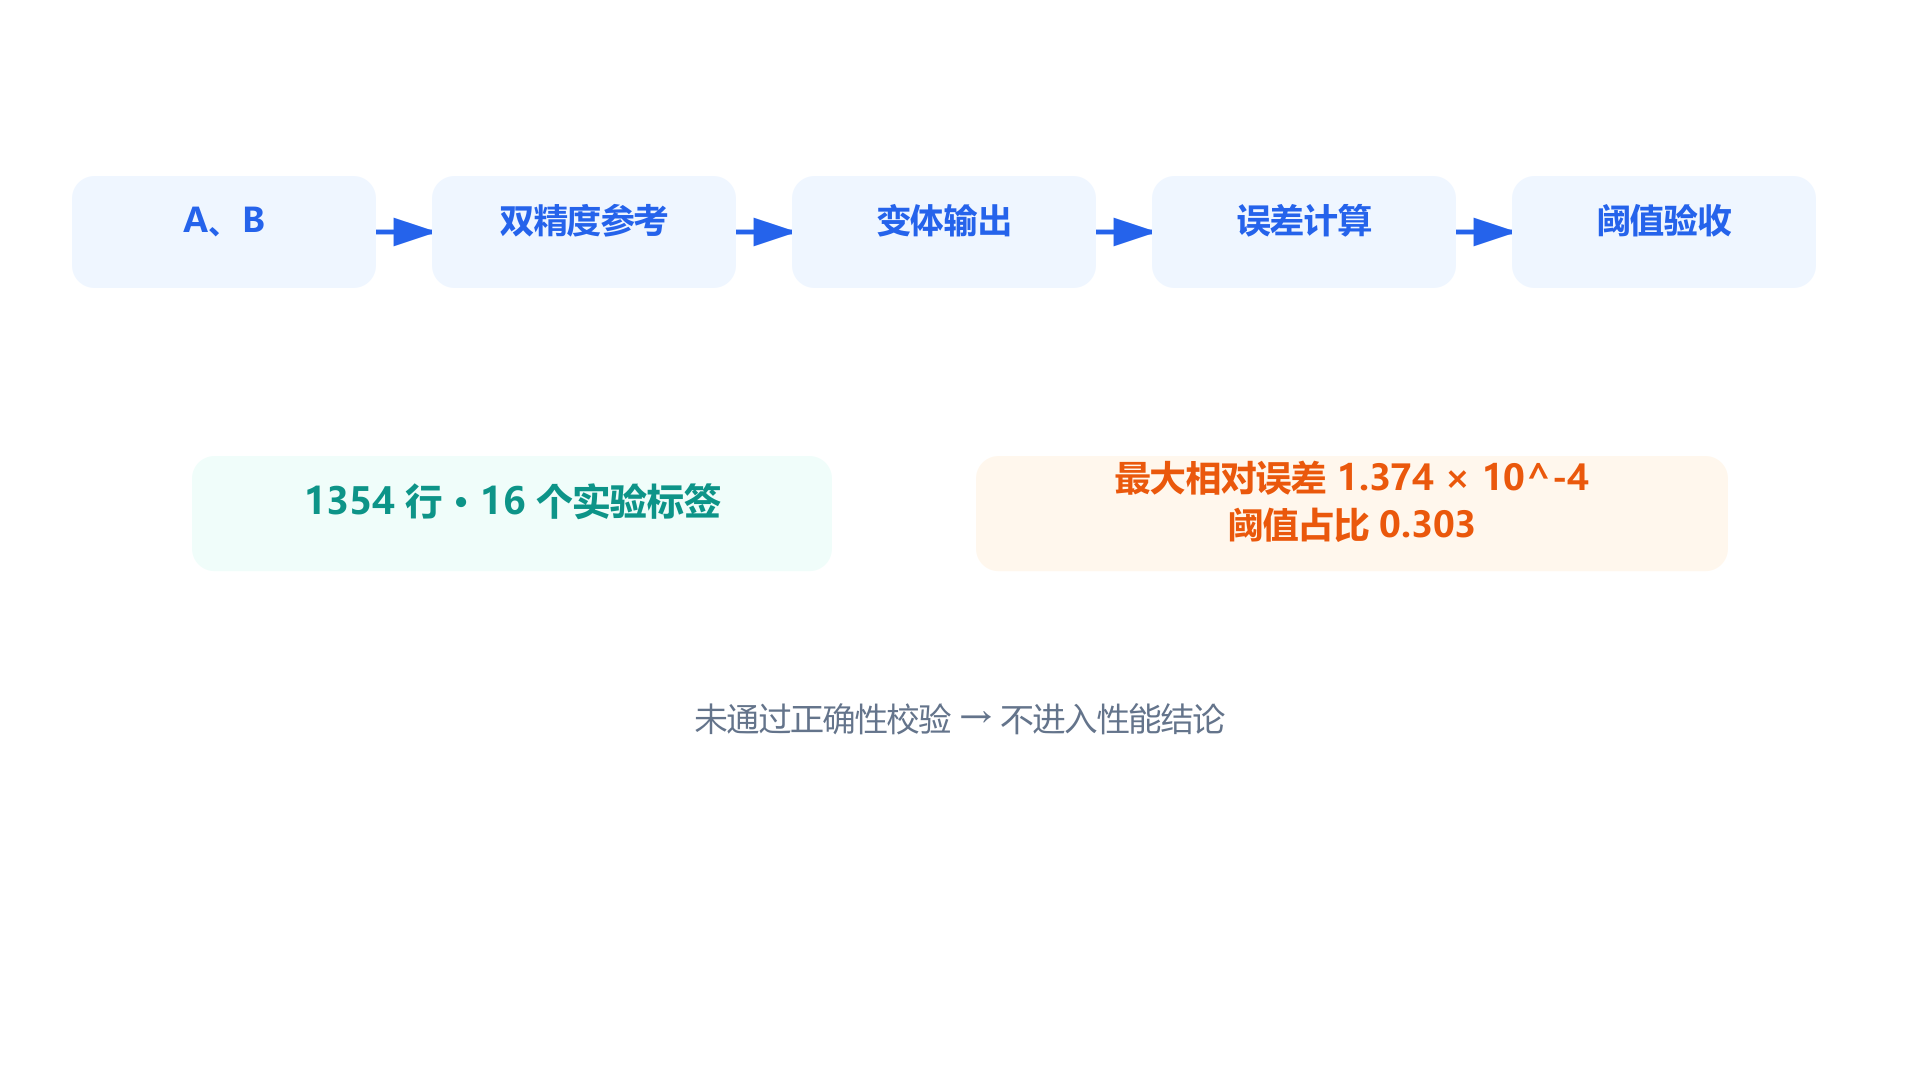 A、B
双精度参考
变体输出
误差计算
阈值验收
1354 行 • 16 个实验标签
最大相对误差 1.374 × 10^-4
阈值占比 0.303
未通过正确性校验 → 不进入性能结论